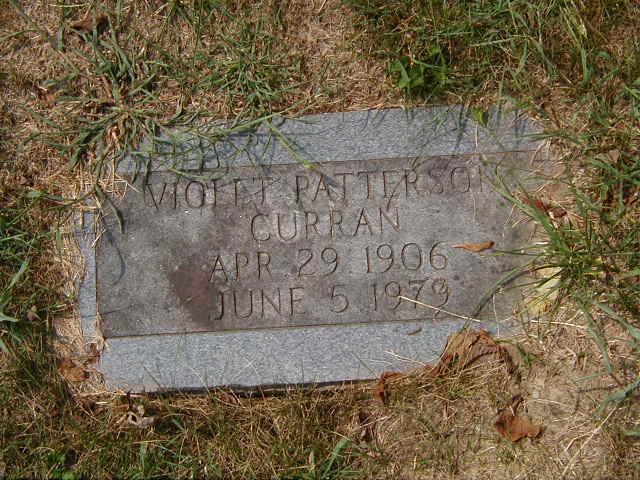 VIOLET PATTERSON
CURRAN
APR 29 1906
JUNE 5 1979